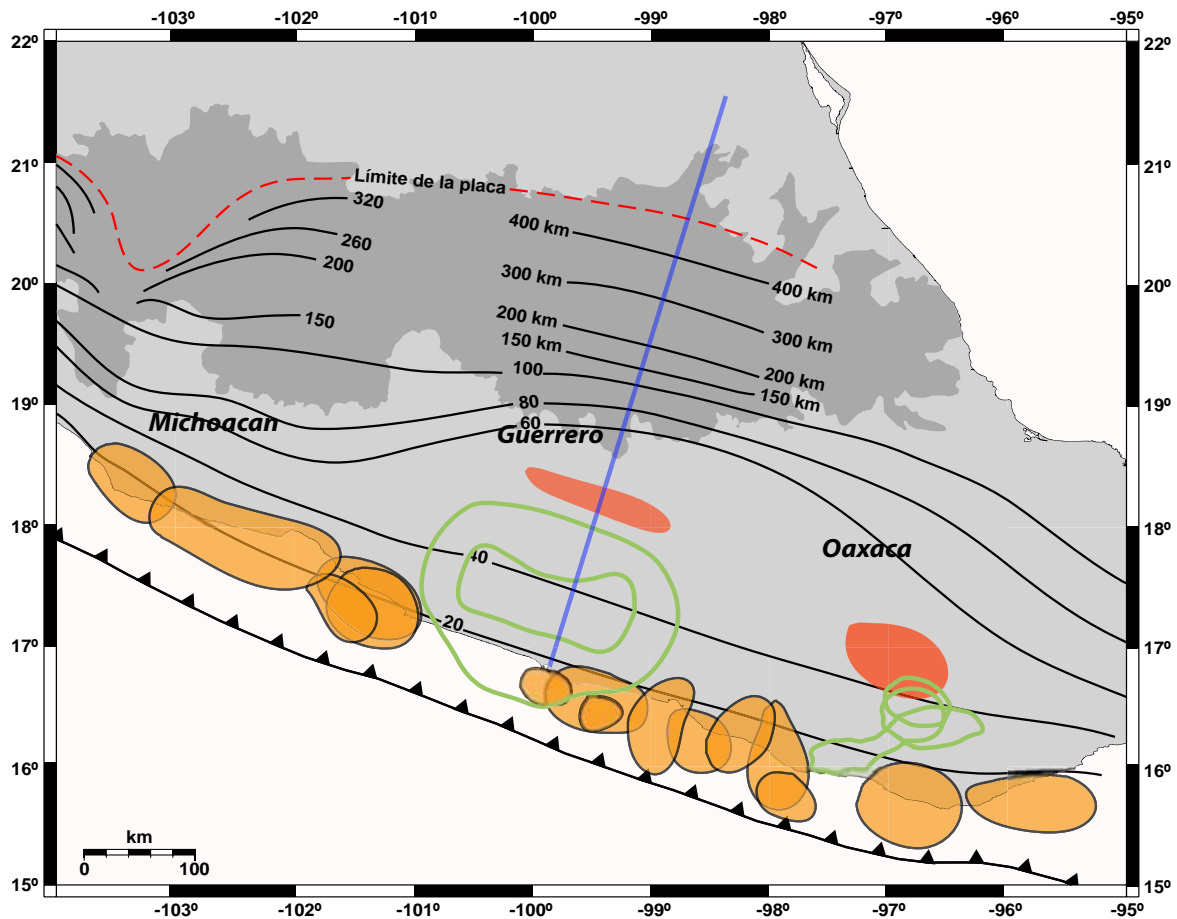 -103º -102º -101º -100º -99º -98º -97º -96º -95º
22º 22º
21º 21º
Límite de la placa
320
400 km
260
200
300 km
20º 400 km 20º
150
200 km
150 km
300 km
100
200 km
150 km
19º 80 19º
Michoacan
60
Guerrero
18º 18º
Oaxaca
40
20
17º 17º
16º 16º
km
0 100
15º 15º
-103º -102º -101º -100º -99º -98º -97º -96º -95º